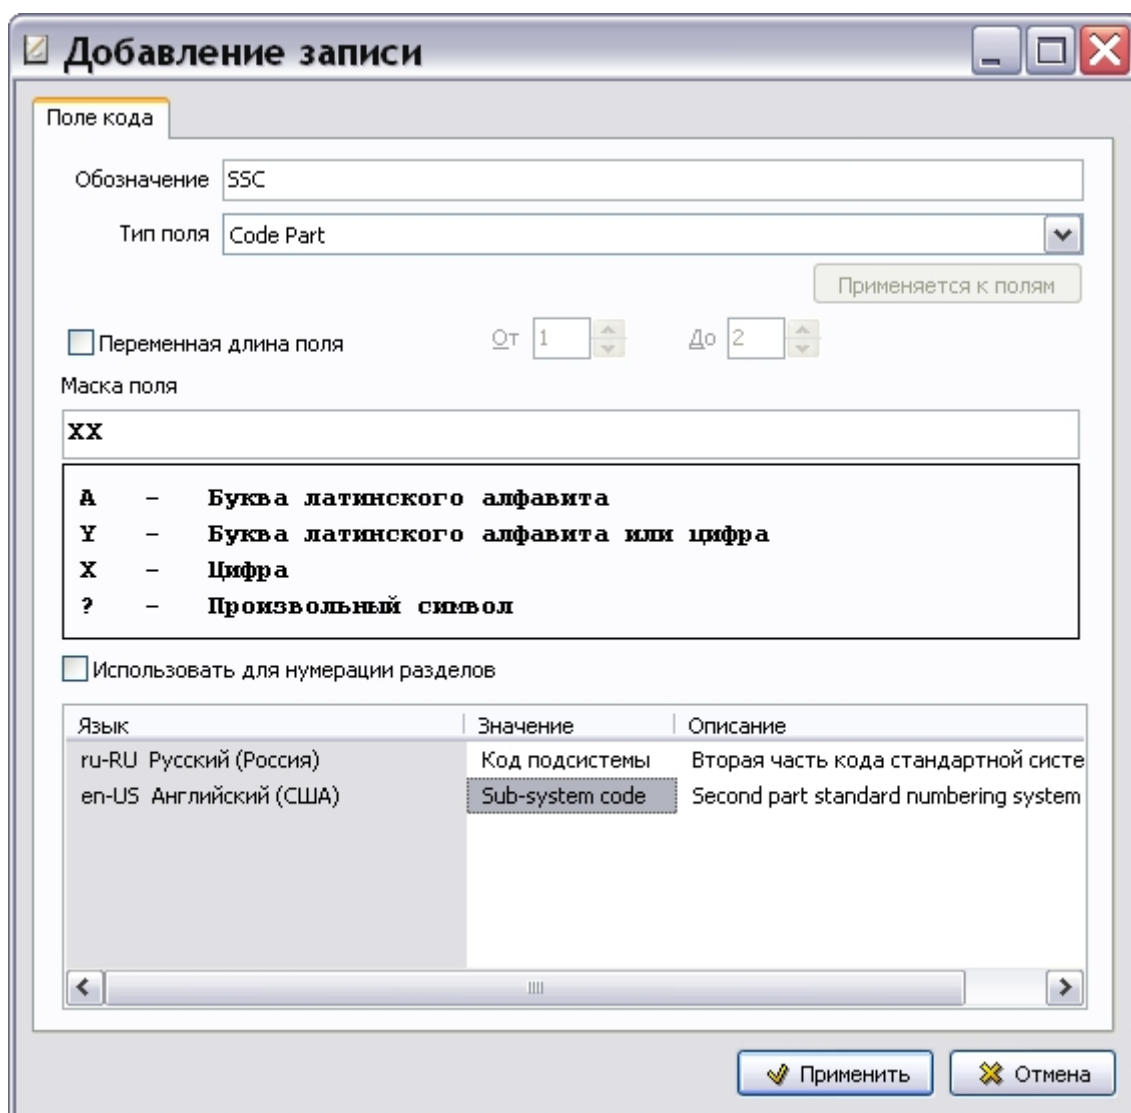 Добавление записи
Поле кода
Обозначение SSC
Тип поля Code Part
Применяется к полям
Переменная длина поля От 1 До 2
Маска поля
XX
A – Буква латинского алфавита
Y – Буква латинского алфавита или цифра
X – Цифра
? – Произвольный символ
Использовать для нумерации разделов
Язык Значение Описание
ru-RU Русский (Россия) Код подсистемы Вторая часть кода стандартной систе
en-US Английский (США) Sub-system code Second part standard numbering system
Применить Отмена